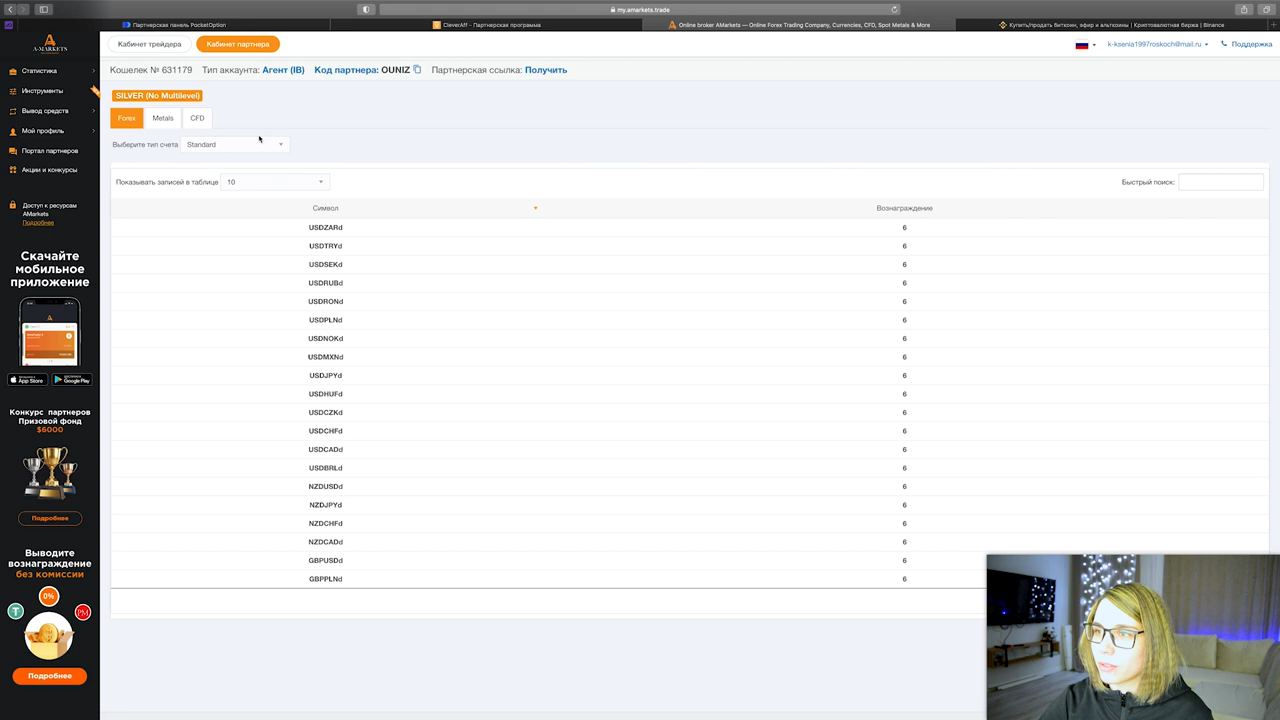 my.amarkets.trade
Партнерская панель PocketOption
CleverAff – Партнерская программа
Online broker AMarkets — Online Forex Trading Company, Currencies, CFD, Spot Metals & More
Купить/продать биткоин, эфир и альткоины | Криптовалютная биржа | Binance
A-MARKETS
Кабинет трейдера
Кабинет партнера
k-ksenia1997roskoch@mail.ru
Поддержка
Кошелек № 631179
Тип аккаунта: Агент (IB)
Код партнера: OUNIZ
Партнерская ссылка: Получить
Статистика
Инструменты
Вывод средств
Мой профиль
Портал партнеров
Акции и конкурсы
Доступ к ресурсам
AMarkets
Подробнее
Скачайте
мобильное
приложение
App Store
Google Play
Конкурс партнеров
Призовой фонд
$6000
Подробнее
Выводите
вознаграждение
без комиссии
0%
T
PM
Подробнее
SILVER (No Multilevel)
Forex
Metals
CFD
Выберите тип счета
Standard
Показывать записей в таблице
10
Быстрый поиск:
Символ
Вознаграждение
USDZARd 6
USDTRYd 6
USDSEKd 6
USDRUBd 6
USDRONd 6
USDPLNd 6
USDNOKd 6
USDMXNd 6
USDJPYd 6
USDHUFd 6
USDCZKd 6
USDCHFd 6
USDCADd 6
USDBRLd 6
NZDUSDd 6
NZDJPYd 6
NZDCHFd 6
NZDCADd 6
GBPUSDd 6
GBPPLNd 6